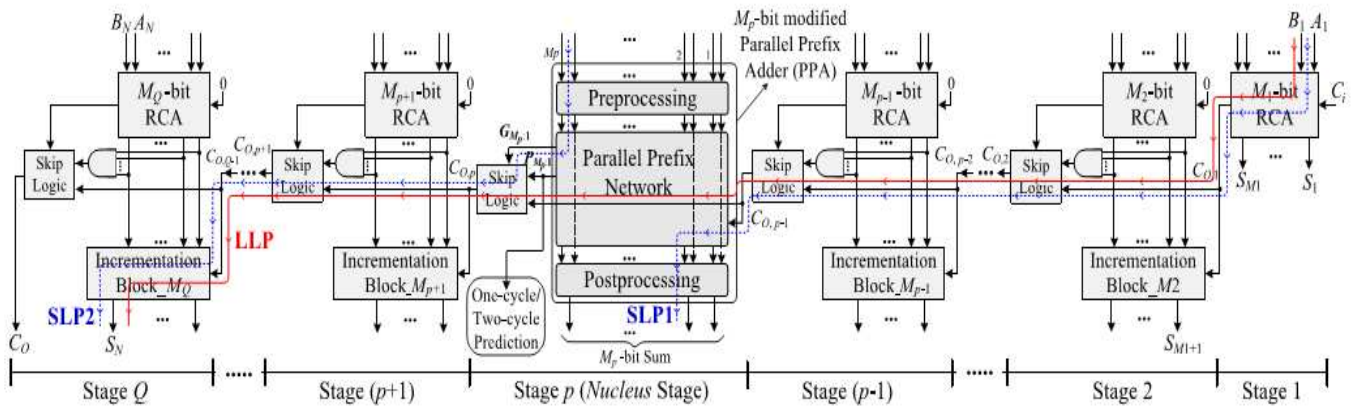 B_N A_N
...
...
M_p
...
2
1
M_p-bit modified
Parallel Prefix
Adder (PPA)
...
...
B_1 A_1
...
M_Q-bit
RCA
0
M_{p+1}-bit
RCA
0
Preprocessing
M_{p-1}-bit
RCA
0
M_2-bit
RCA
0
M_1-bit
RCA
C_i
Skip
Logic
C_{O,Q-1}
C_{O,p+1}
Skip
Logic
C_{O,p}
G_{Mp:1}
P_{Mp:1}
Skip
Logic
Parallel Prefix
Network
C_{O,p-1}
Skip
Logic
C_{O,p-2}
C_{O,2}
Skip
Logic
C_{O,1}
S_{M1}
...
S_1
LLP
Incrementation
Block_M_Q
Incrementation
Block_M_{p+1}
Postprocessing
Incrementation
Block_M_{p-1}
Incrementation
Block_M2
SLP2
One-cycle/
Two-cycle
Prediction
SLP1
C_O
S_N
...
...
...
M_p-bit Sum
...
...
S_{M1+1}
Stage Q
.....
Stage (p+1)
Stage p (Nucleus Stage)
Stage (p-1)
.....
Stage 2
Stage 1